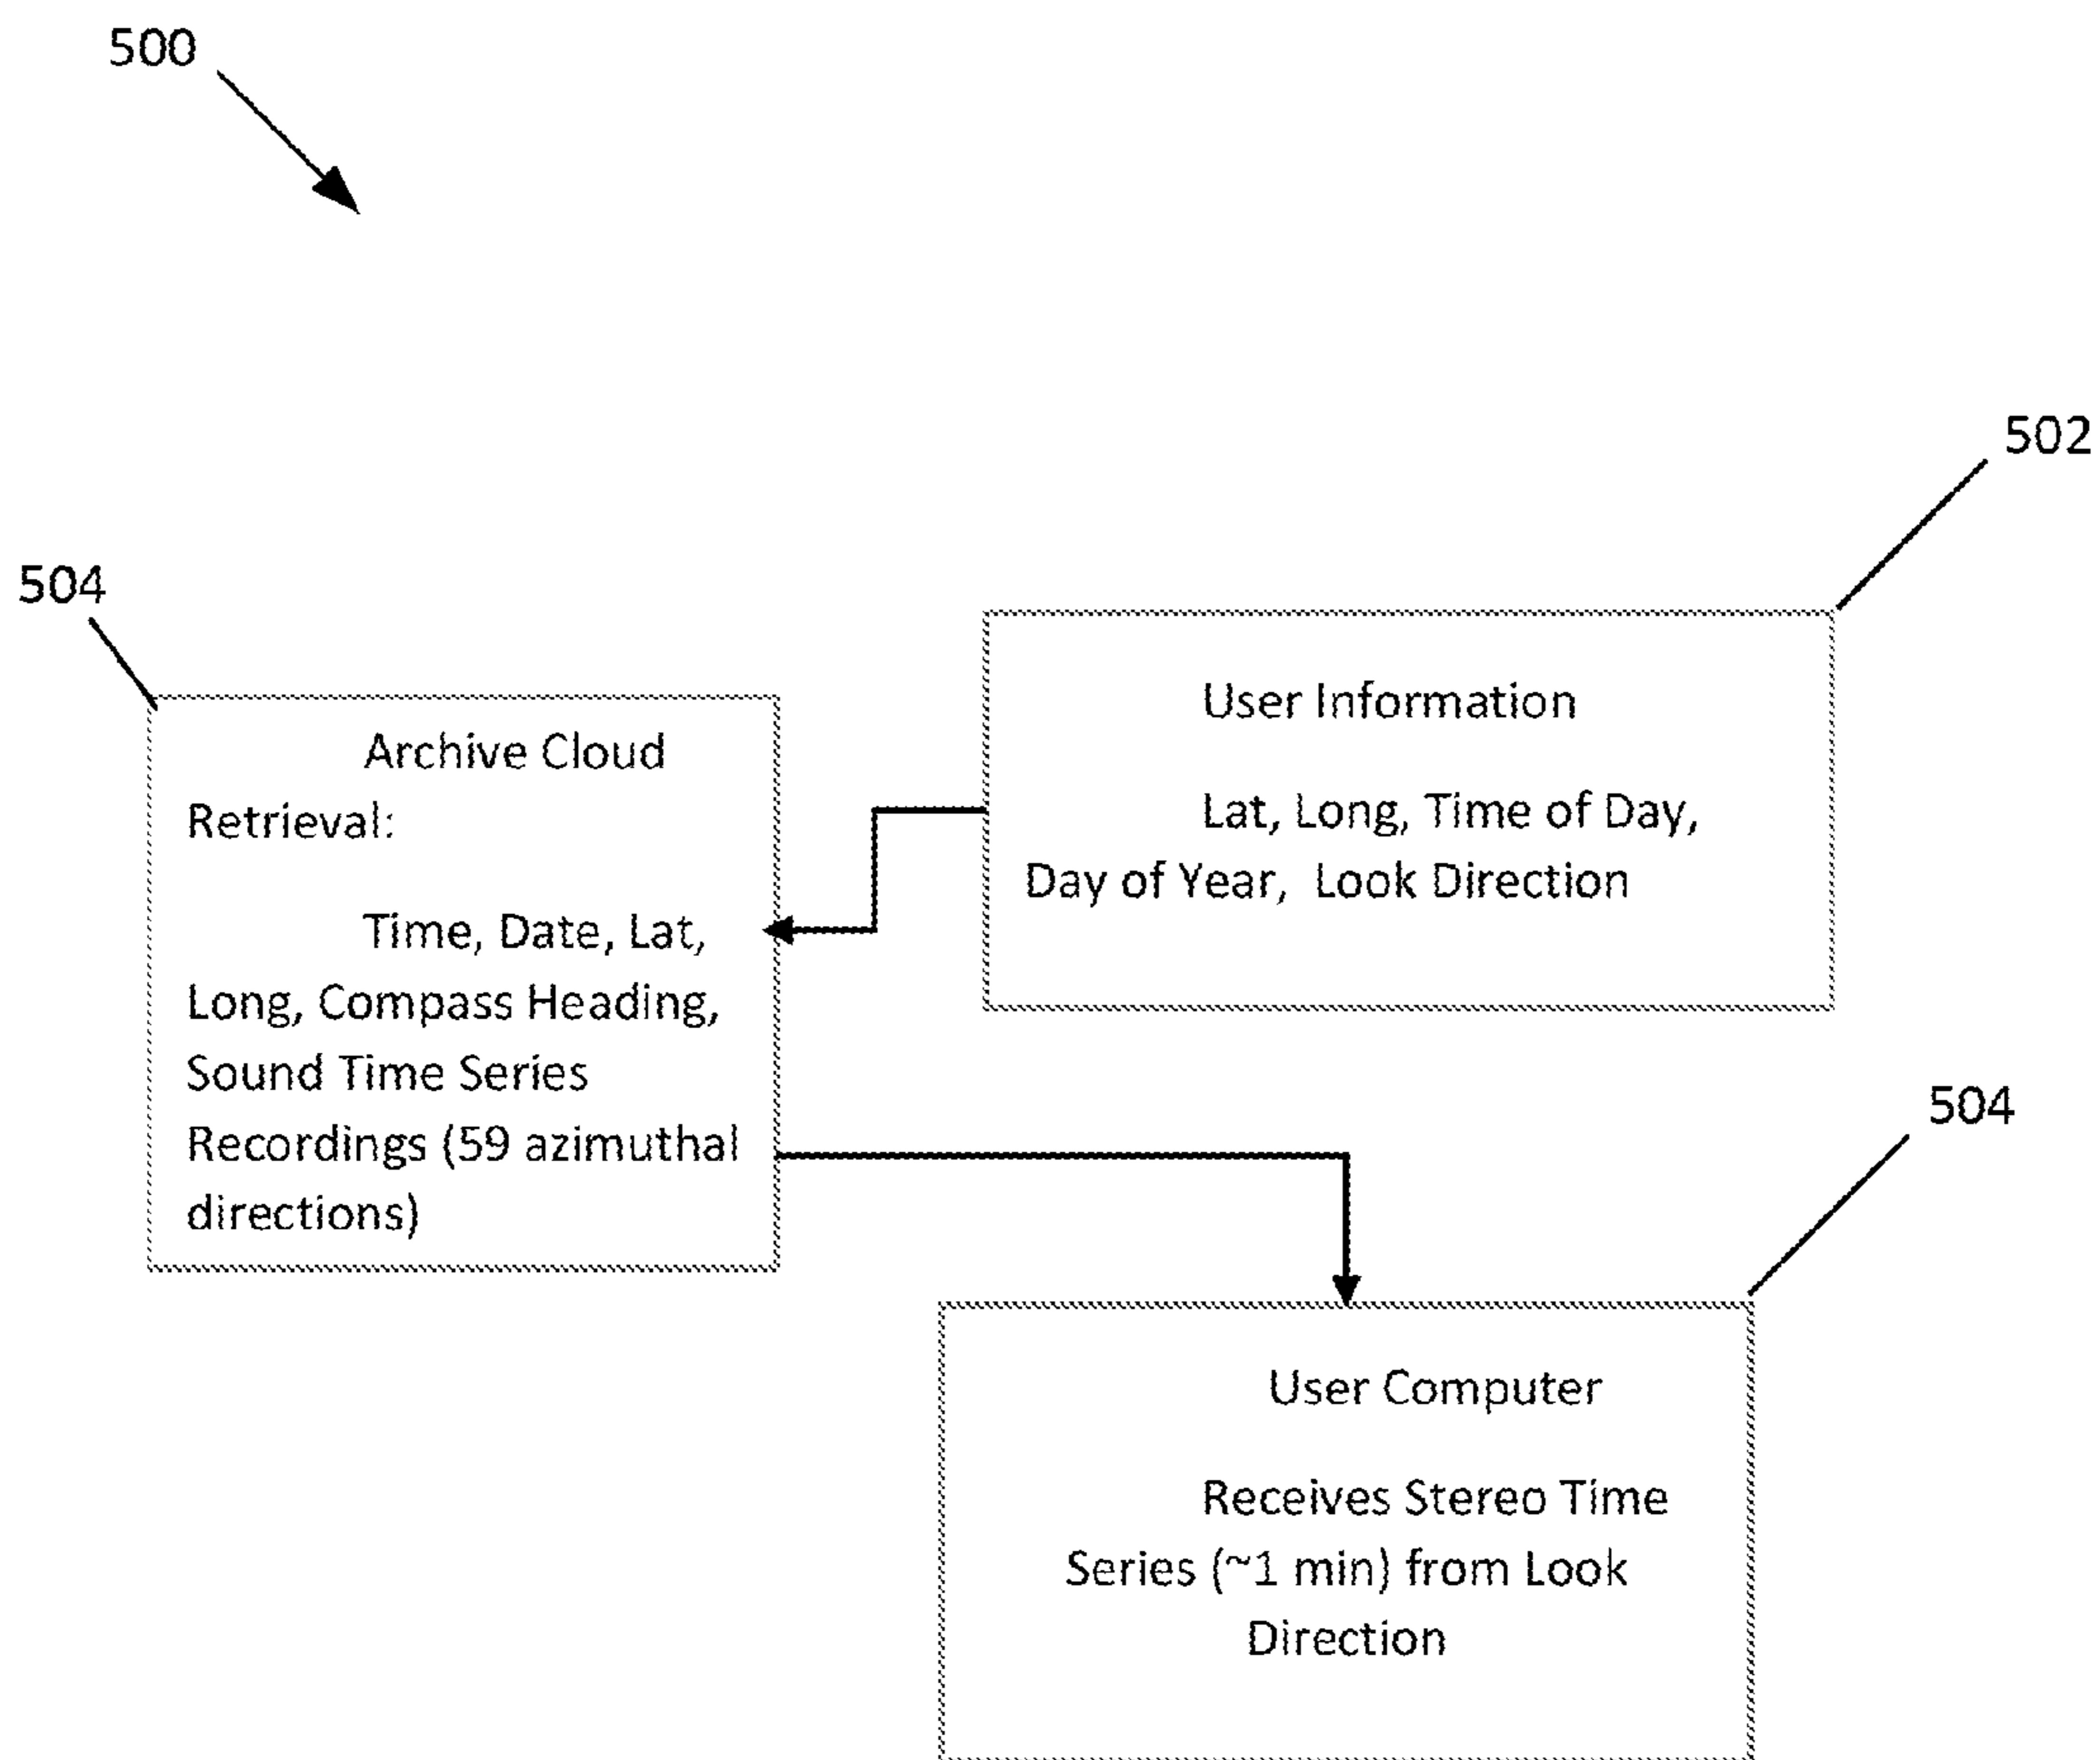 500
502
504
User Information
Lat, Long, Time of Day,
Day of Year,  Look Direction
Archive Cloud
Retrieval:
Time, Date, Lat,
Long, Compass Heading,
Sound Time Series
Recordings (59 azimuthal
directions)
504
User Computer
Receives Stereo Time
Series (~1 min) from Look
Direction